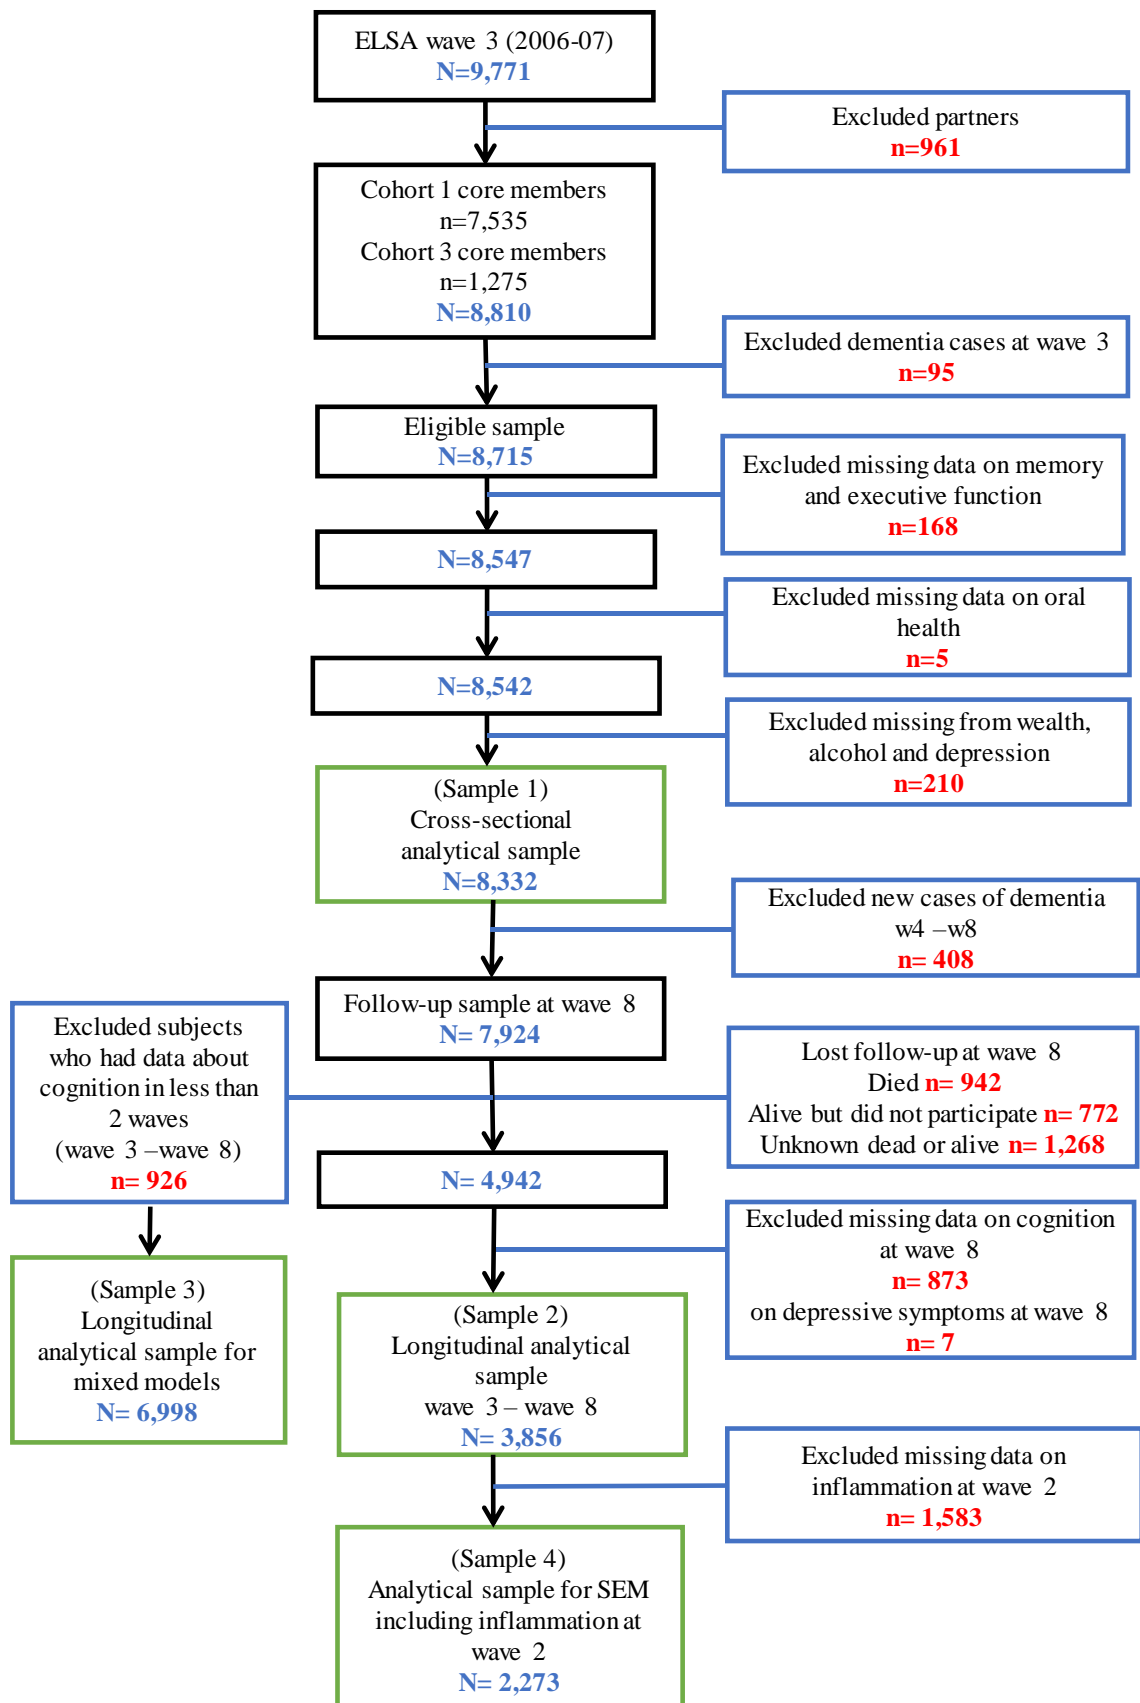 ELSA wave 3 (2006-07)
N=9,771
Excluded partners
n=961
Cohort 1 core members
n=7,535
Cohort 3 core members
n=1,275
N=8,810
Excluded dementia cases at wave 3
n=95
Eligible sample
N=8,715
Excluded missing data on memory
and executive function
n=168
N=8,547
Excluded missing data on oral
health
n=5
N=8,542
Excluded missing from wealth,
alcohol and depression
n=210
(Sample 1)
Cross-sectional
analytical sample
N=8,332
Excluded new cases of dementia
w4 –w8
n= 408
Follow-up sample at wave 8
N= 7,924
Excluded subjects
who had data about
cognition in less than
2 waves
(wave 3 –wave 8)
n= 926
Lost follow-up at wave 8
Died n= 942
Alive but did not participate n= 772
Unknown dead or alive n= 1,268
N= 4,942
Excluded missing data on cognition
at wave 8
n= 873
on depressive symptoms at wave 8
n= 7
(Sample 3)
Longitudinal
analytical sample for
mixed models
N= 6,998
(Sample 2)
Longitudinal analytical
sample
wave 3 – wave 8
N= 3,856
Excluded missing data on
inflammation at wave 2
n= 1,583
(Sample 4)
Analytical sample for SEM
including inflammation at
wave 2
N= 2,273